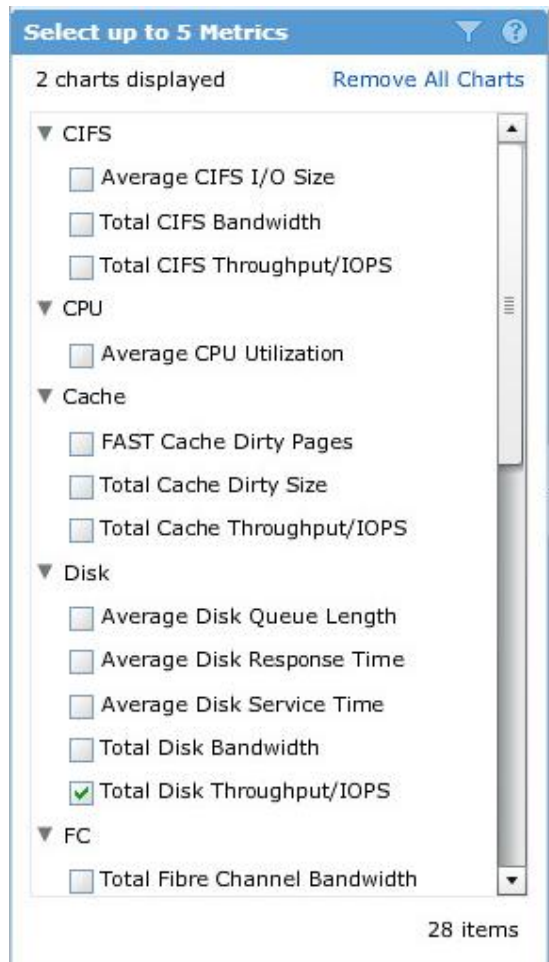 Select up to 5 Metrics
2 charts displayed Remove All Charts
CIFS
Average CIFS I/O Size
Total CIFS Bandwidth
Total CIFS Throughput/IOPS
CPU
Average CPU Utilization
Cache
FAST Cache Dirty Pages
Total Cache Dirty Size
Total Cache Throughput/IOPS
Disk
Average Disk Queue Length
Average Disk Response Time
Average Disk Service Time
Total Disk Bandwidth
Total Disk Throughput/IOPS
FC
Total Fibre Channel Bandwidth
28 items